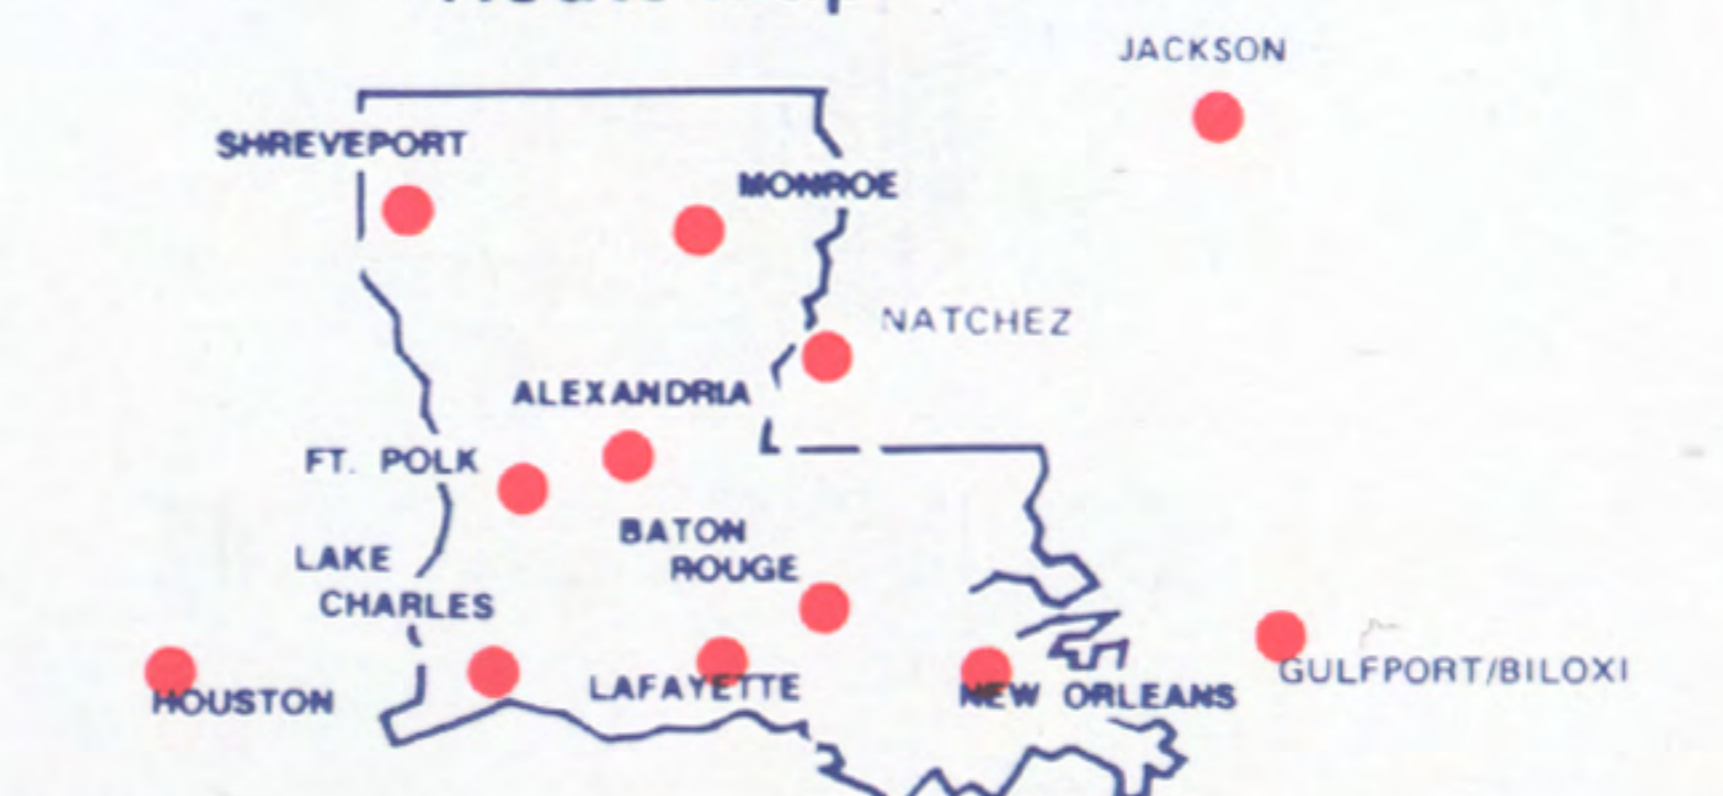 JACKSON
SHREVEPORT
MONROE
NATCHEZ
ALEXANDRIA
FT. POLK
BATON
ROUGE
LAKE
CHARLES
HOUSTON
LAFAYETTE
NEW ORLEANS
GULFPORT/BILOXI